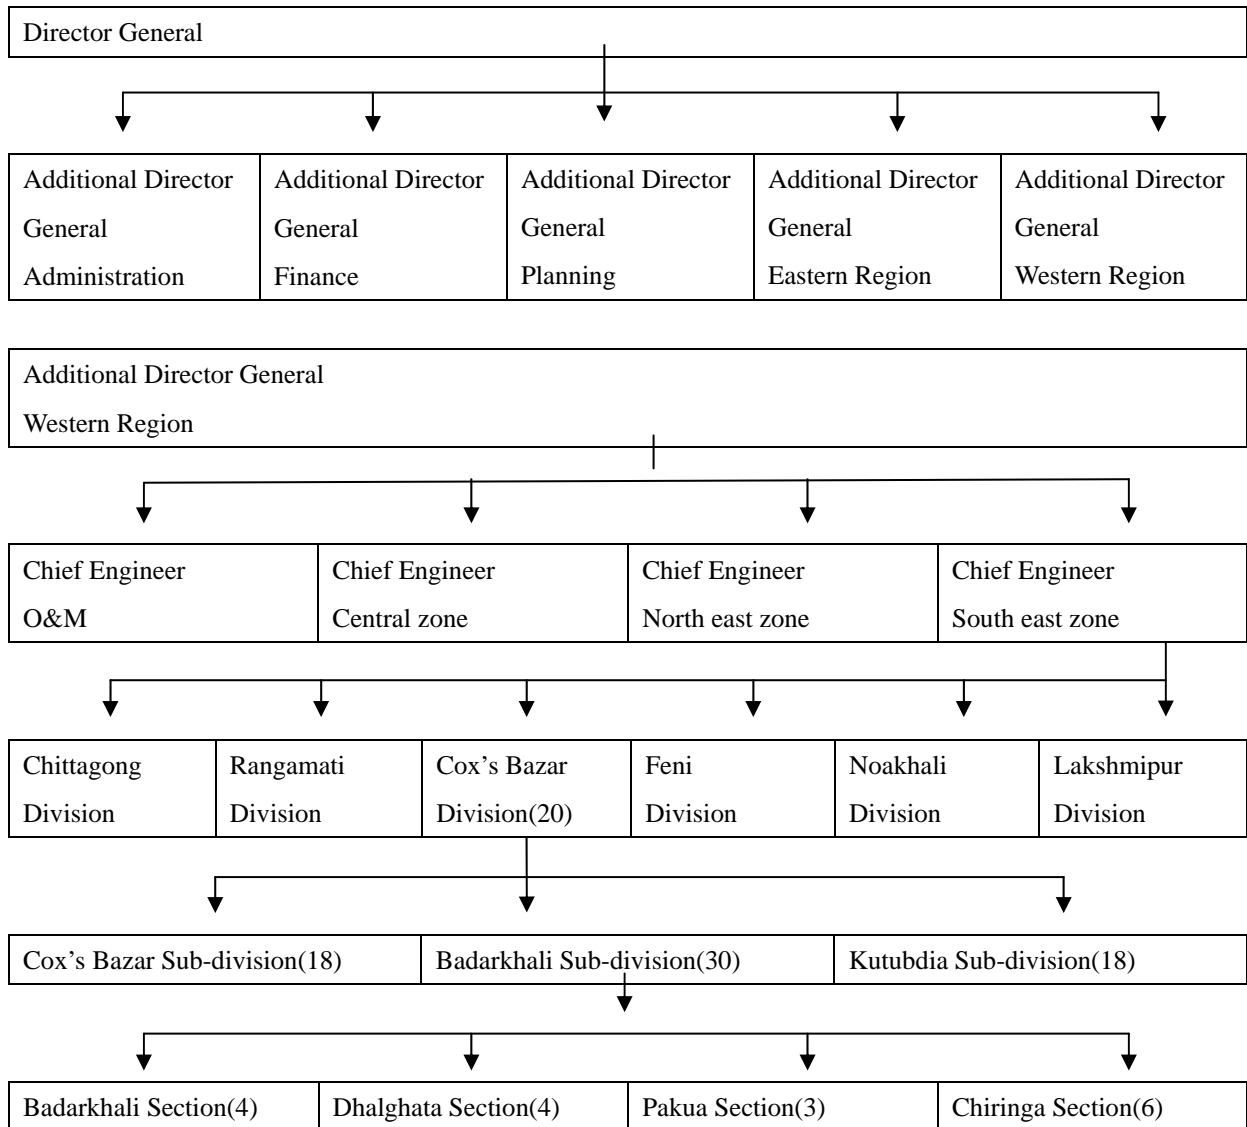 Director General
Additional Director
General
Administration
Additional Director
General
Finance
Additional Director
General
Planning
Additional Director
General
Eastern Region
Additional Director
General
Western Region
Additional Director General
Western Region
Chief Engineer
O&M
Chief Engineer
Central zone
Chief Engineer
North east zone
Chief Engineer
South east zone
Chittagong
Division
Rangamati
Division
Cox’s Bazar
Division(20)
Feni
Division
Noakhali
Division
Lakshmipur
Division
Cox’s Bazar Sub-division(18)
Badarkhali Sub-division(30)
Kutubdia Sub-division(18)
Badarkhali Section(4)
Dhalghata Section(4)
Pakua Section(3)
Chiringa Section(6)